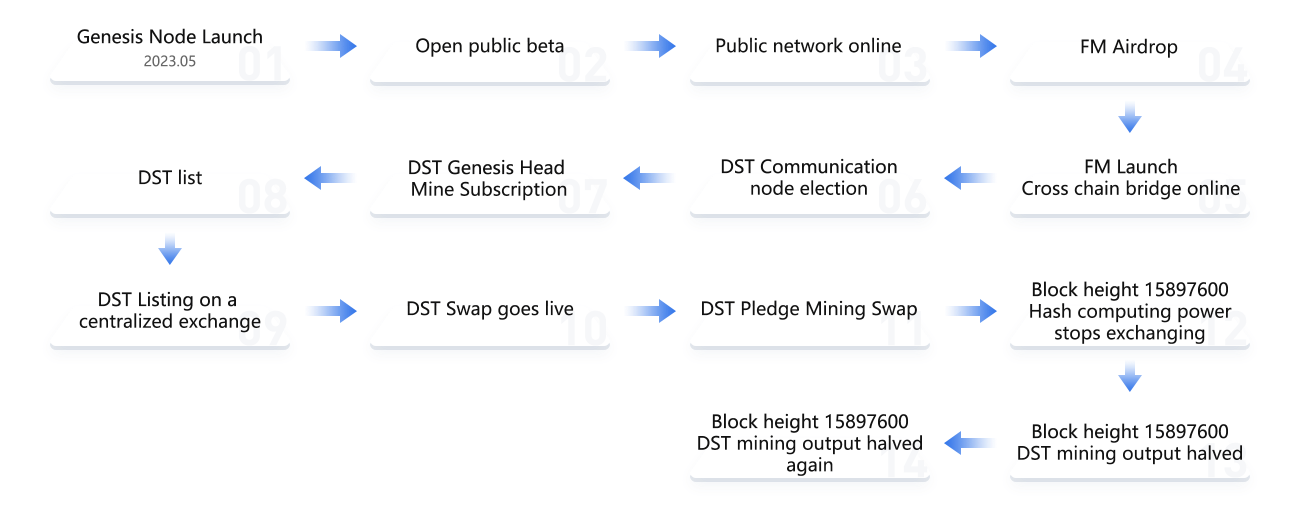 Genesis Node Launch
2023.05
01
Open public beta
02
Public network online
03
FM Airdrop
04
FM Launch
Cross chain bridge online
05
DST Communication
node election
06
DST Genesis Head
Mine Subscription
07
DST list
08
DST Listing on a
centralized exchange
09
DST Swap goes live
10
DST Pledge Mining Swap
11
Block height 15897600
Hash computing power
stops exchanging
12
Block height 15897600
DST mining output halved
13
Block height 15897600
DST mining output halved
again
14